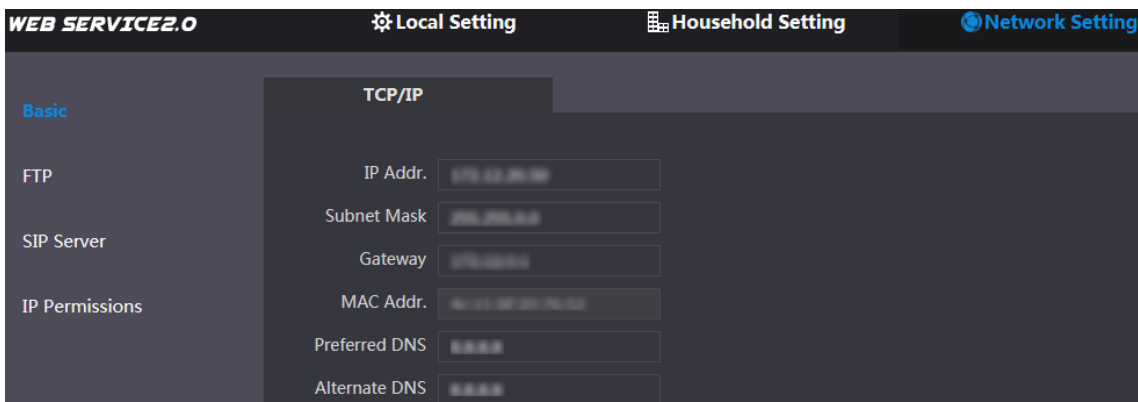 WEB SERVICE2.0
Local Setting
Household Setting
Network Setting
Basic
FTP
SIP Server
IP Permissions
TCP/IP
IP Addr.
Subnet Mask
Gateway
MAC Addr.
Preferred DNS
Alternate DNS